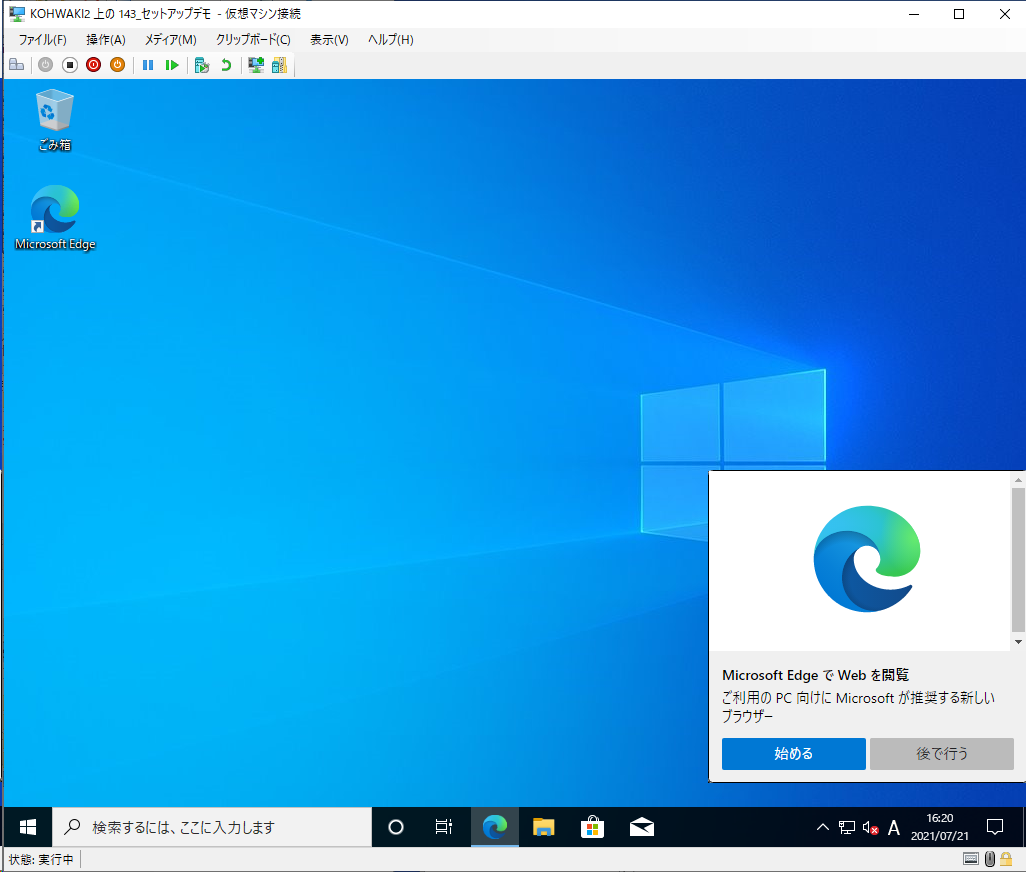 KOHWAKI2 上の 143_セットアップデモ - 仮想マシン接続
ファイル(F) 操作(A) メディア(M) クリップボード(C) 表示(V) ヘルプ(H)
ごみ箱
Microsoft Edge
Microsoft Edge で Web を閲覧
ご利用の PC 向けに Microsoft が推奨する新しい
ブラウザー
始める 後で行う
検索するには、ここに入力します
A
16:20
2021/07/21
状態: 実行中